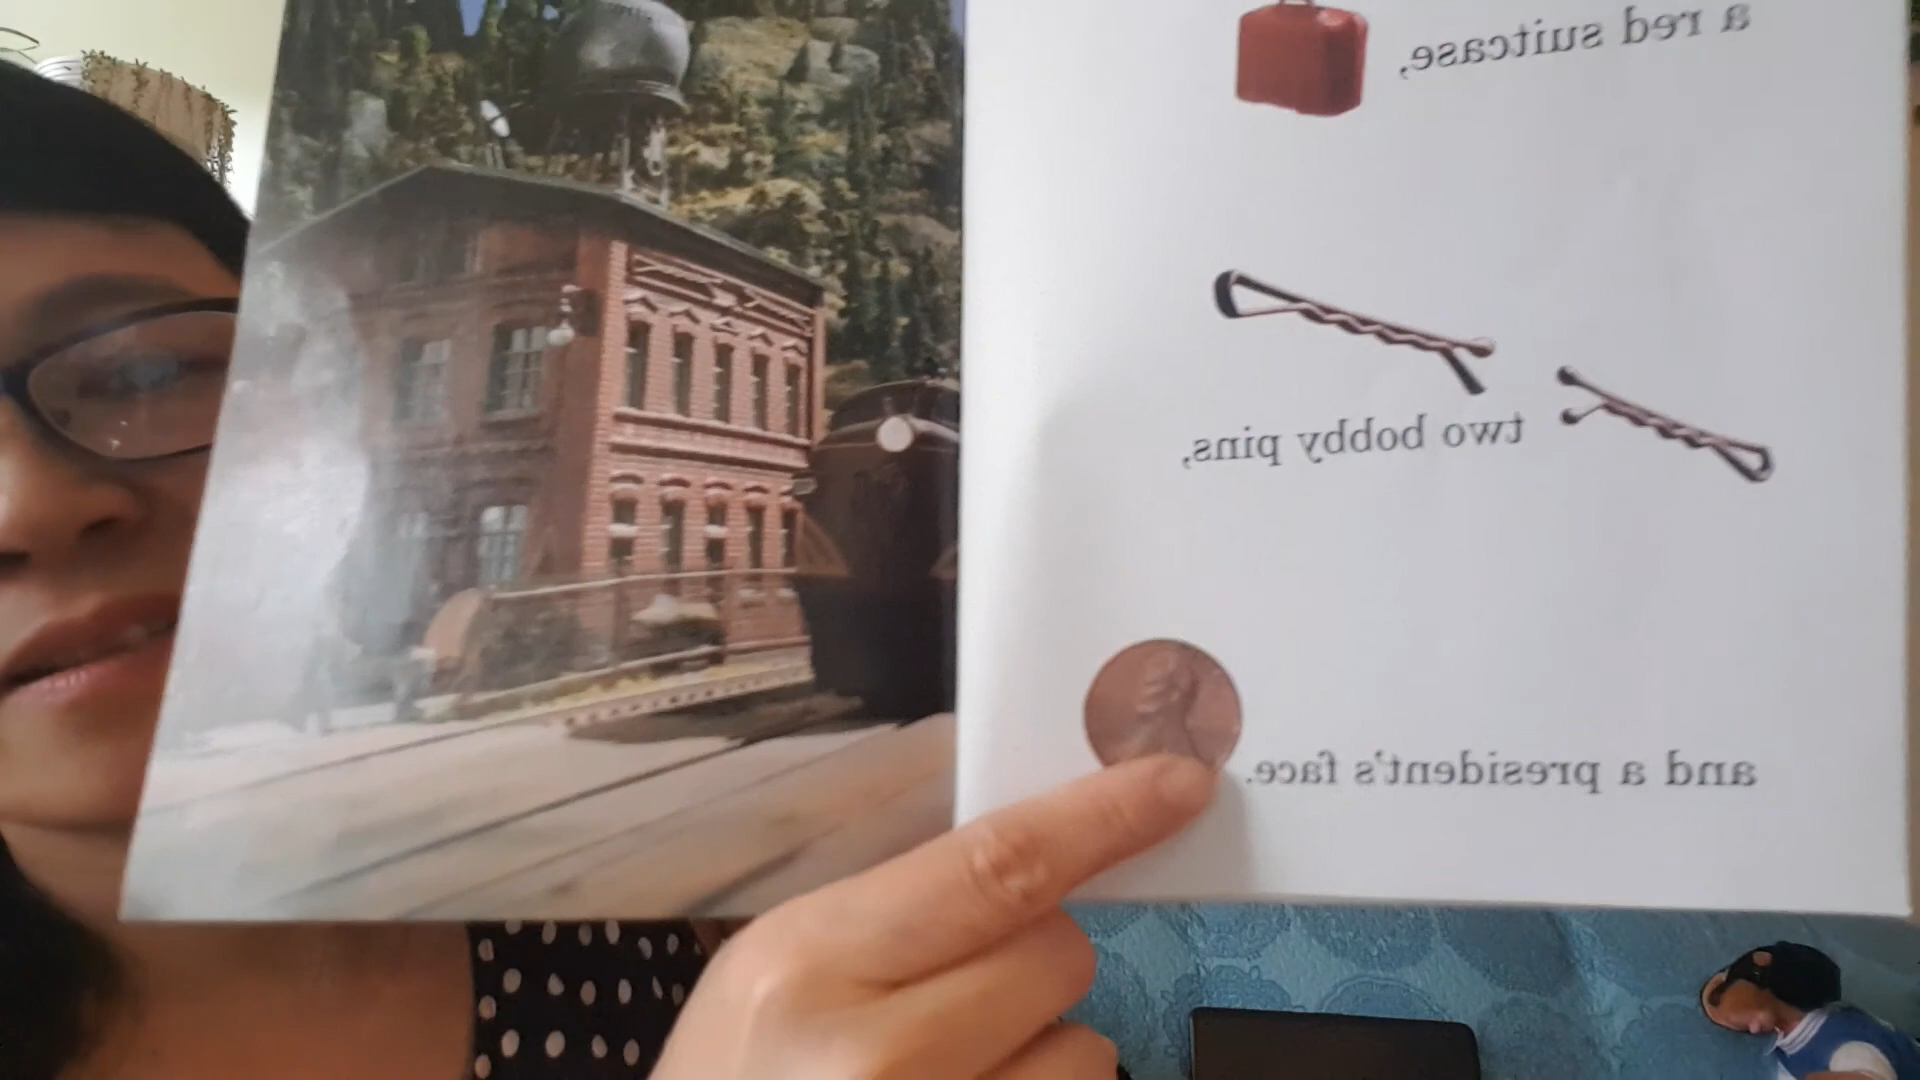 a red suitcase,
two bobby pins,
and a president's face.